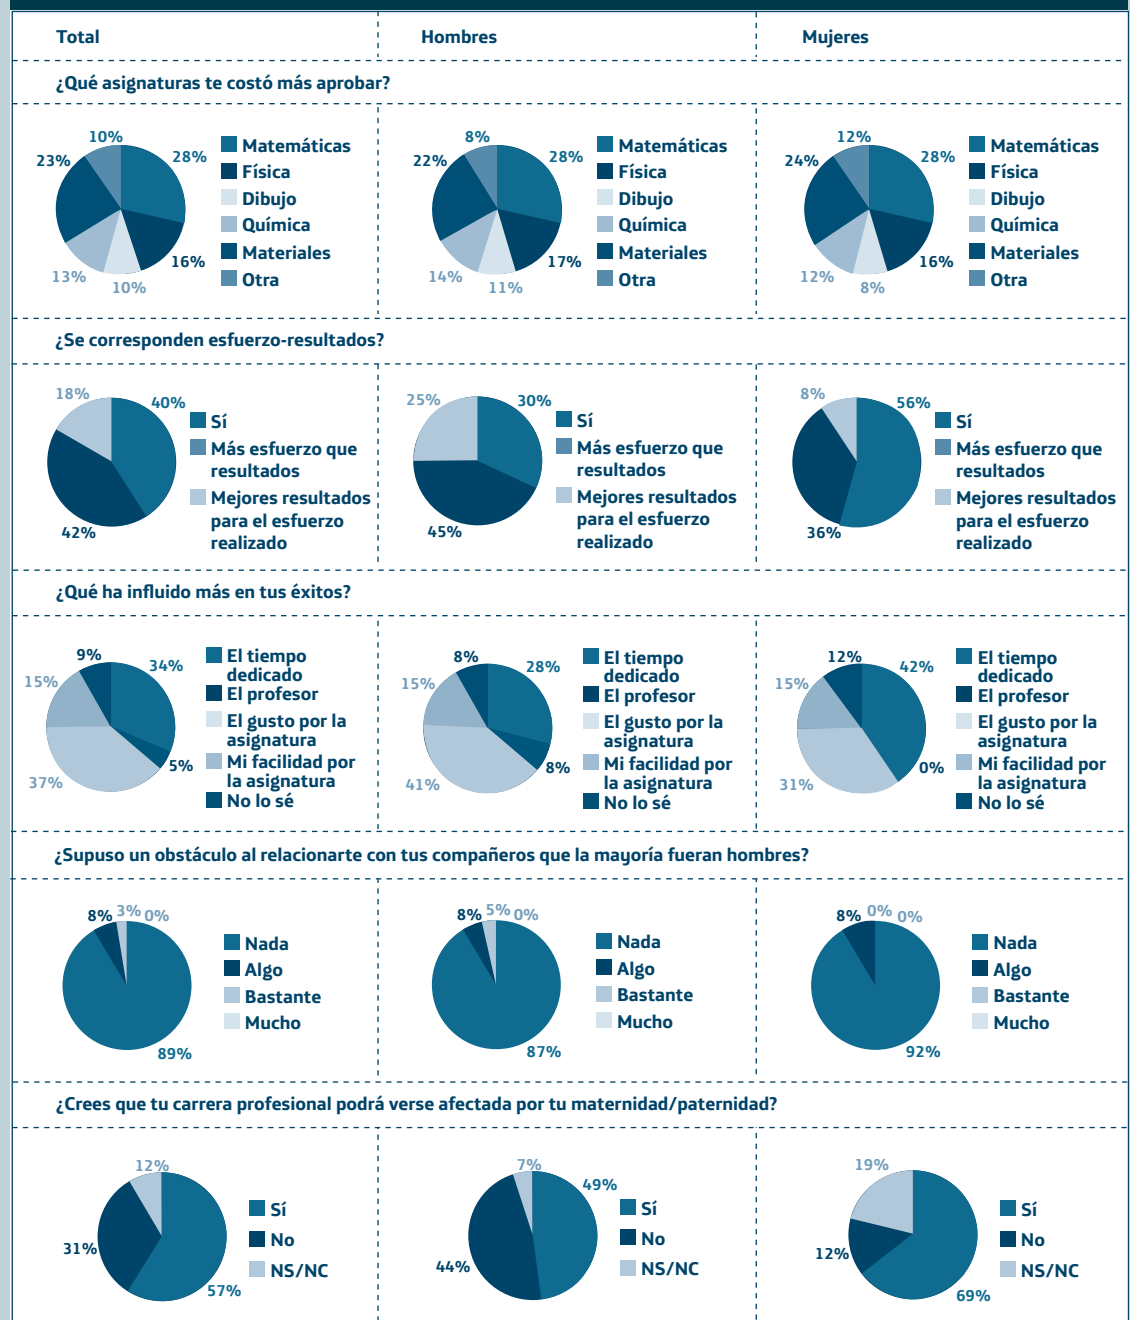 Total
Hombres
Mujeres
¿Qué asignaturas te costó más aprobar?
10%
23%
28%
16%
13%
10%
Matemáticas
Física
Dibujo
Química
Materiales
Otra
8%
22%
28%
17%
14%
11%
Matemáticas
Física
Dibujo
Química
Materiales
Otra
12%
24%
28%
16%
12%
8%
Matemáticas
Física
Dibujo
Química
Materiales
Otra
¿Se corresponden esfuerzo-resultados?
18%
40%
42%
Sí
Más esfuerzo que
resultados
Mejores resultados
para el esfuerzo
realizado
25%
30%
45%
Sí
Más esfuerzo que
resultados
Mejores resultados
para el esfuerzo
realizado
8%
56%
36%
Sí
Más esfuerzo que
resultados
Mejores resultados
para el esfuerzo
realizado
¿Qué ha influido más en tus éxitos?
9%
34%
15%
5%
37%
El tiempo
dedicado
El profesor
El gusto por la
asignatura
Mi facilidad por
la asignatura
No lo sé
8%
28%
15%
8%
41%
El tiempo
dedicado
El profesor
El gusto por la
asignatura
Mi facilidad por
la asignatura
No lo sé
12%
42%
15%
0%
31%
El tiempo
dedicado
El profesor
El gusto por la
asignatura
Mi facilidad por
la asignatura
No lo sé
¿Supuso un obstáculo al relacionarte con tus compañeros que la mayoría fueran hombres?
8% 3% 0%
89%
Nada
Algo
Bastante
Mucho
8% 5% 0%
87%
Nada
Algo
Bastante
Mucho
8% 0% 0%
92%
Nada
Algo
Bastante
Mucho
¿Crees que tu carrera profesional podrá verse afectada por tu maternidad/paternidad?
12%
31%
57%
Sí
No
NS/NC
7%
49%
44%
Sí
No
NS/NC
19%
12%
69%
Sí
No
NS/NC